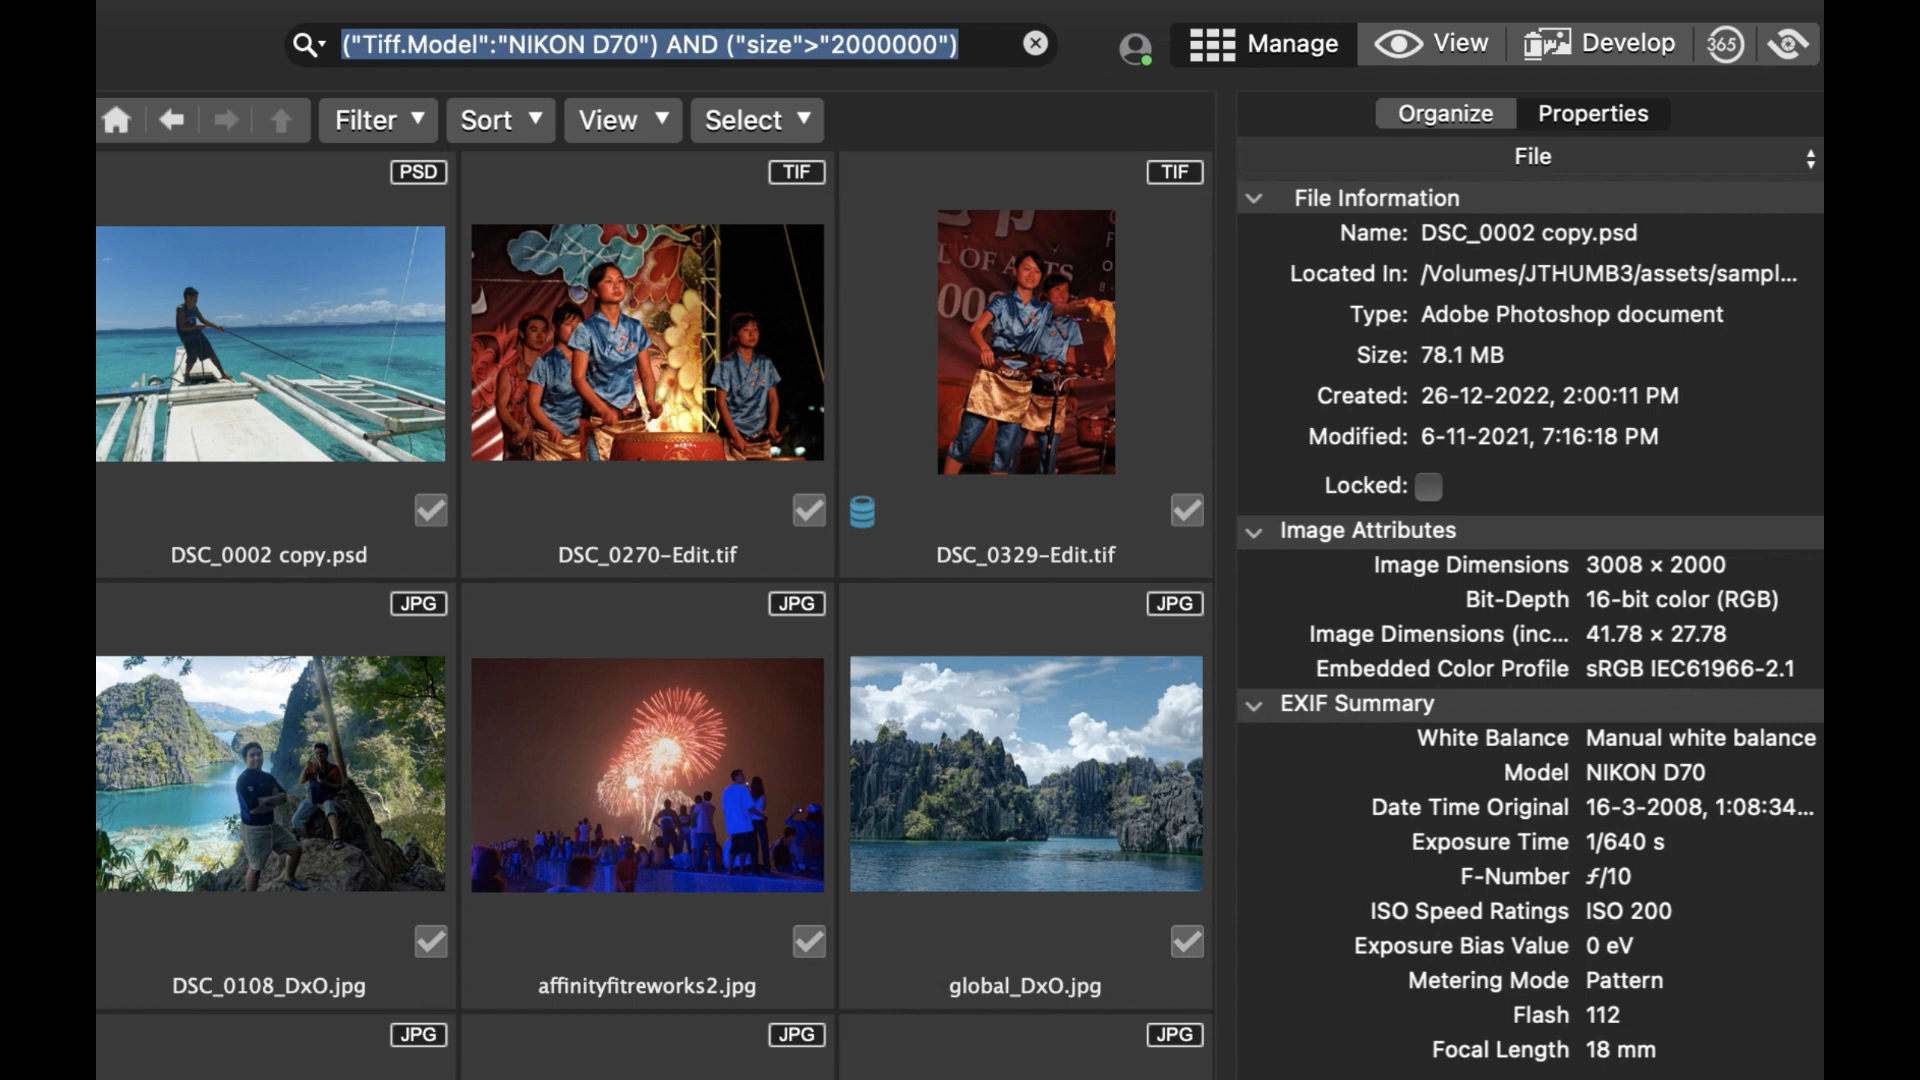 ("Tiff.Model":"NIKON D70") AND ("size">"2000000")
Manage
View
Develop
365
Filter
Sort
View
Select
Organize
Properties
File
PSD
TIF
TIF
DSC_0002 copy.psd
DSC_0270-Edit.tif
DSC_0329-Edit.tif
JPG
JPG
JPG
DSC_0108_DxO.jpg
affinityfitreworks2.jpg
global_DxO.jpg
JPG
JPG
JPG
File Information
Name: DSC_0002 copy.psd
Located In: /Volumes/JTHUMB3/assets/sampl...
Type: Adobe Photoshop document
Size: 78.1 MB
Created: 26-12-2022, 2:00:11 PM
Modified: 6-11-2021, 7:16:18 PM
Locked:
Image Attributes
Image Dimensions 3008 × 2000
Bit-Depth 16-bit color (RGB)
Image Dimensions (inc... 41.78 × 27.78
Embedded Color Profile sRGB IEC61966-2.1
EXIF Summary
White Balance Manual white balance
Model NIKON D70
Date Time Original 16-3-2008, 1:08:34...
Exposure Time 1/640 s
F-Number ƒ/10
ISO Speed Ratings ISO 200
Exposure Bias Value 0 eV
Metering Mode Pattern
Flash 112
Focal Length 18 mm